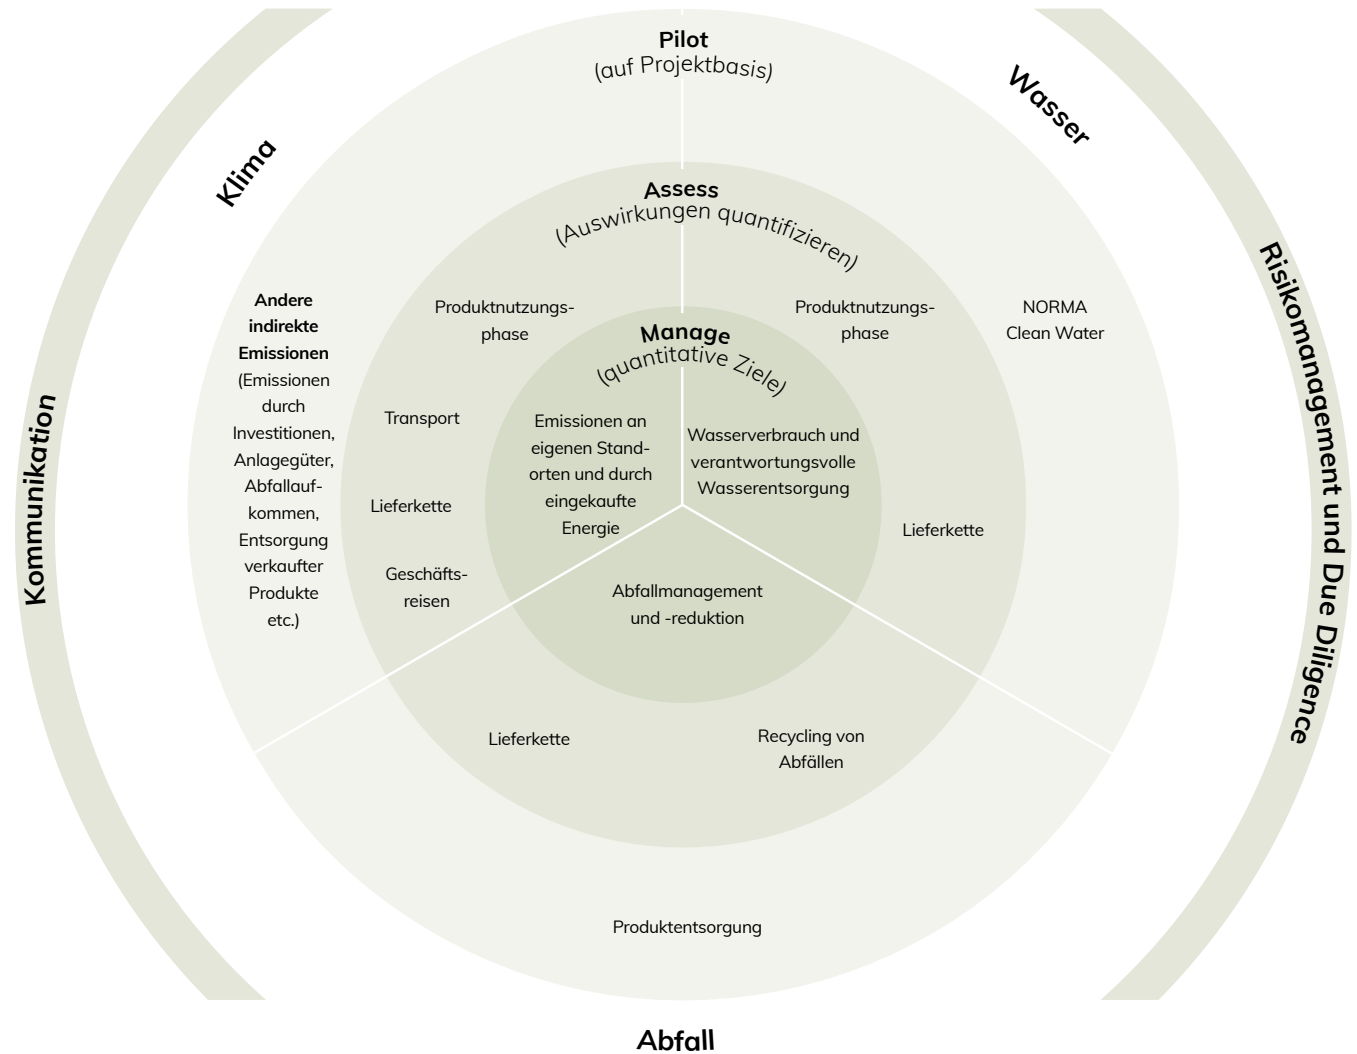 Pilot
(auf Projektbasis)
Wasser
Klima
Assess
(Auswirkungen quantifizieren)
Kommunikation
Risikomanagement und Due Diligence
Andere
indirekte
Emissionen
(Emissionen
durch
Investitionen,
Anlagegüter,
Abfallauf-
kommen,
Entsorgung
verkaufter
Produkte
etc.)
Produktnutzungs-
phase
Transport
Lieferkette
Geschäfts-
reisen
Manage
(quantitative Ziele)
Emissionen an
eigenen Stand-
orten und durch
eingekaufte
Energie
Wasserverbrauch und
verantwortungsvolle
Wasserentsorgung
Produktnutzungs-
phase
Lieferkette
NORMA
Clean Water
Abfallmanagement
und -reduktion
Lieferkette
Recycling von
Abfällen
Produktentsorgung
Abfall